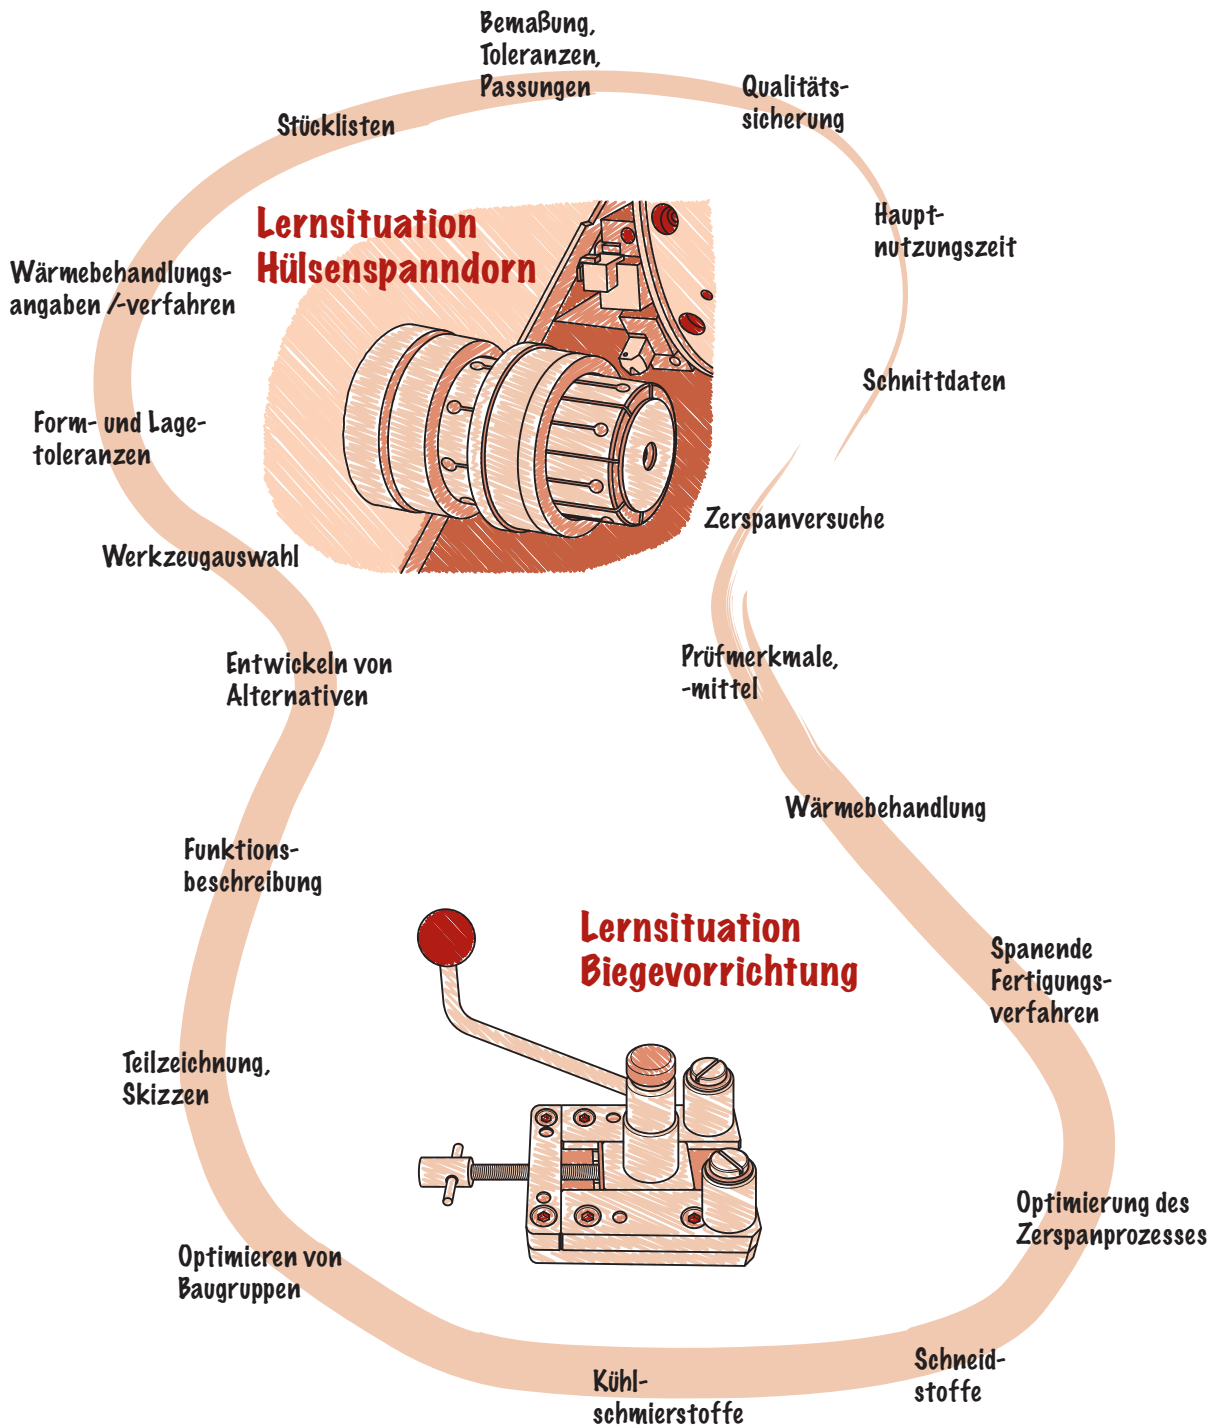 Bemaßung,
Toleranzen,
Passungen
Qualitäts-
sicherung
Stücklisten
Haupt-
nutzungszeit
Lernsituation
Hülsenspanndorn
Wärmebehandlungs-
angaben /-verfahren
Schnittdaten
Form- und Lage-
toleranzen
Zerspanversuche
Werkzeugauswahl
Entwickeln von
Alternativen
Prüfmerkmale,
-mittel
Wärmebehandlung
Funktions-
beschreibung
Lernsituation
Biegevorrichtung
Spanende
Fertigungs-
verfahren
Teilzeichnung,
Skizzen
Optimierung des
Zerspanprozesses
Optimieren von
Baugruppen
Schneid-
stoffe
Kühl-
schmierstoffe